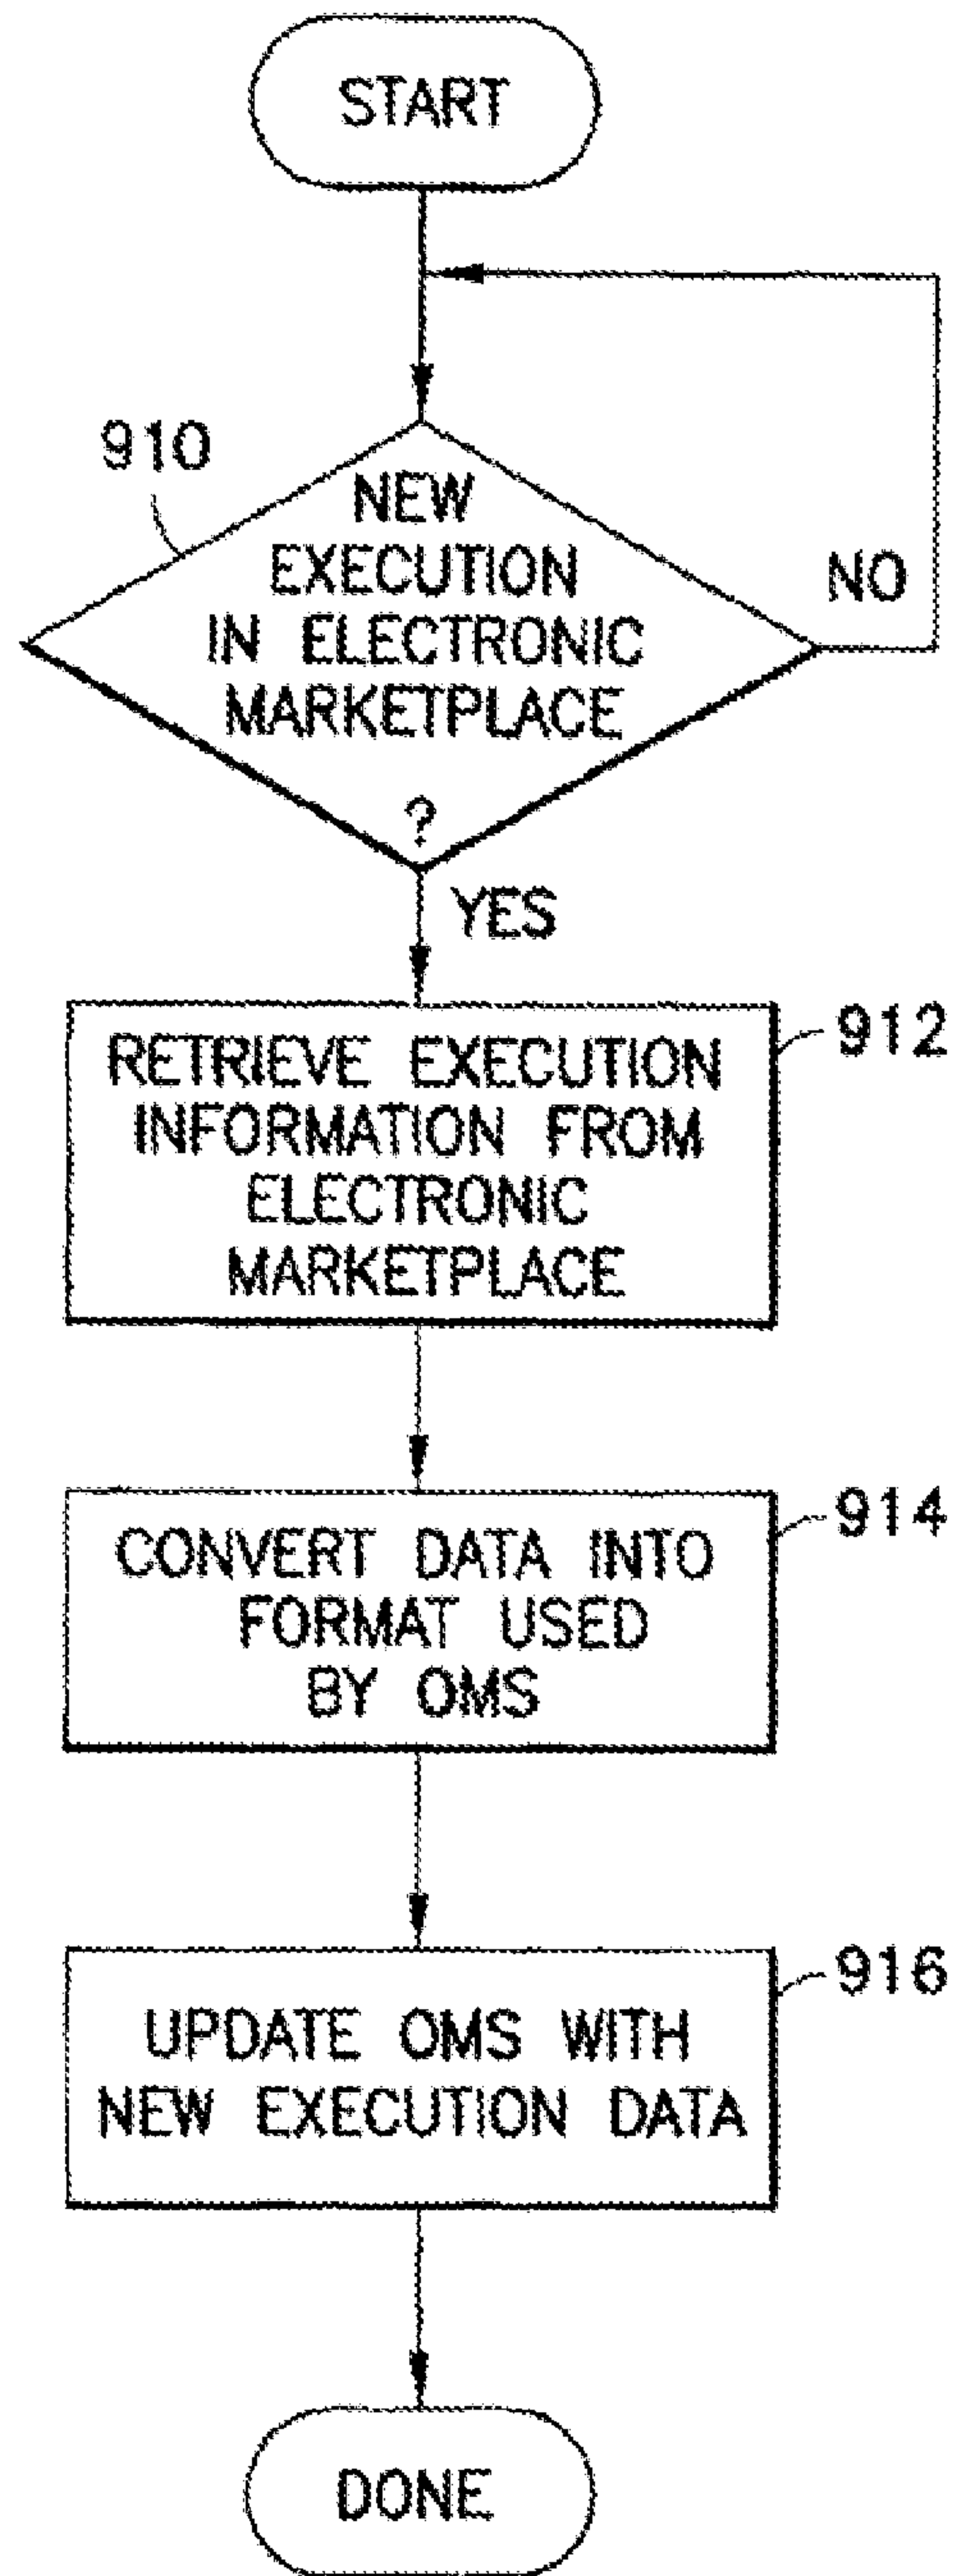 START
910
NEW
EXECUTION
IN ELECTRONIC
MARKETPLACE
?
NO
YES
912
RETRIEVE EXECUTION
INFORMATION FROM
ELECTRONIC
MARKETPLACE
914
CONVERT DATA INTO
FORMAT USED
BY OMS
916
UPDATE OMS WITH
NEW EXECUTION DATA
DONE